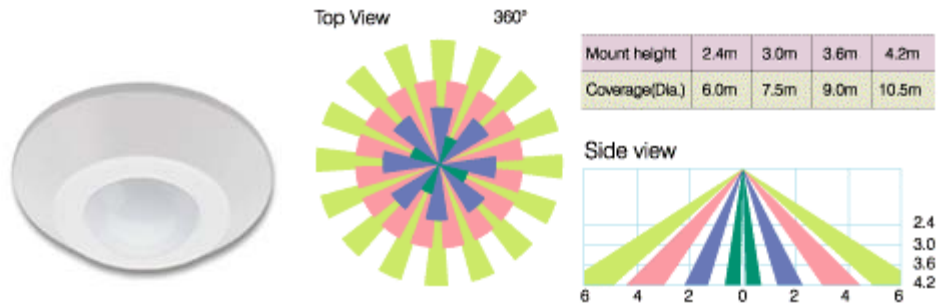 Top View 360°
Mount height 2.4m 3.0m 3.6m 4.2m
Coverage(Dia.) 6.0m 7.5m 9.0m 10.5m
Side view
2.4
3.0
3.6
4.2
6 4 2 0 2 4 6